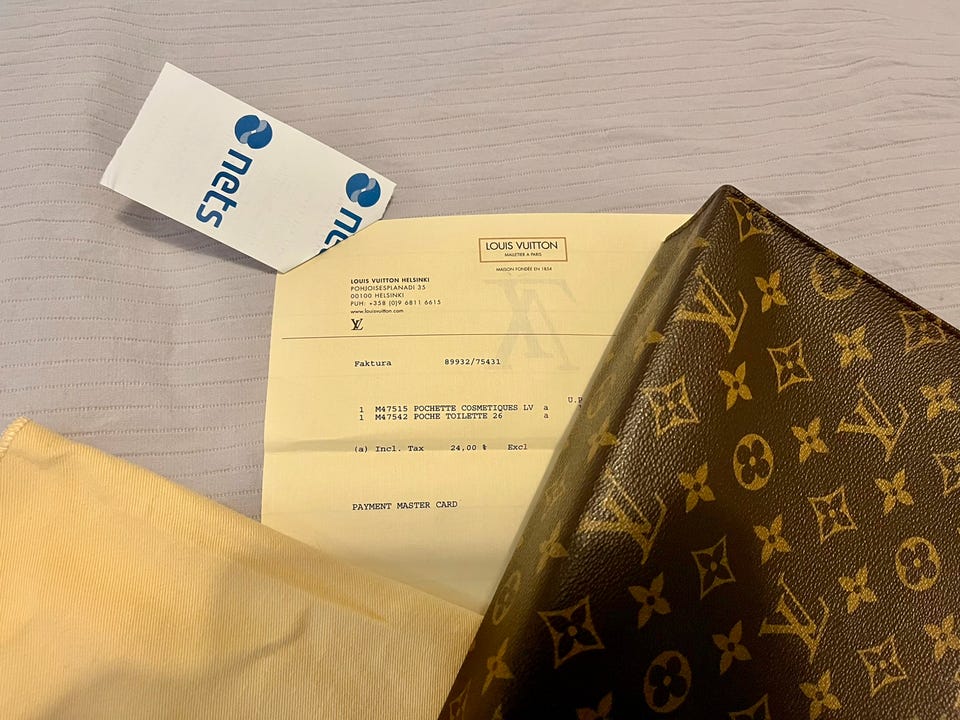 nets
nets
LOUIS VUITTON
MALLETIER A PARIS
MAISON FONDÉE EN 1854
LOUIS VUITTON HELSINKI
POHJOISESPLANADI 35
00100 HELSINKI
PUH: +358 (0)9 6811 6615
www.louisvuitton.com
LV
Faktura 89932/75431
U.P
1 M47515 POCHETTE COSMETIQUES LV a
1 M47542 POCHE TOILETTE 26 a
(a) Incl. Tax 24,00 % Excl
PAYMENT MASTER CARD